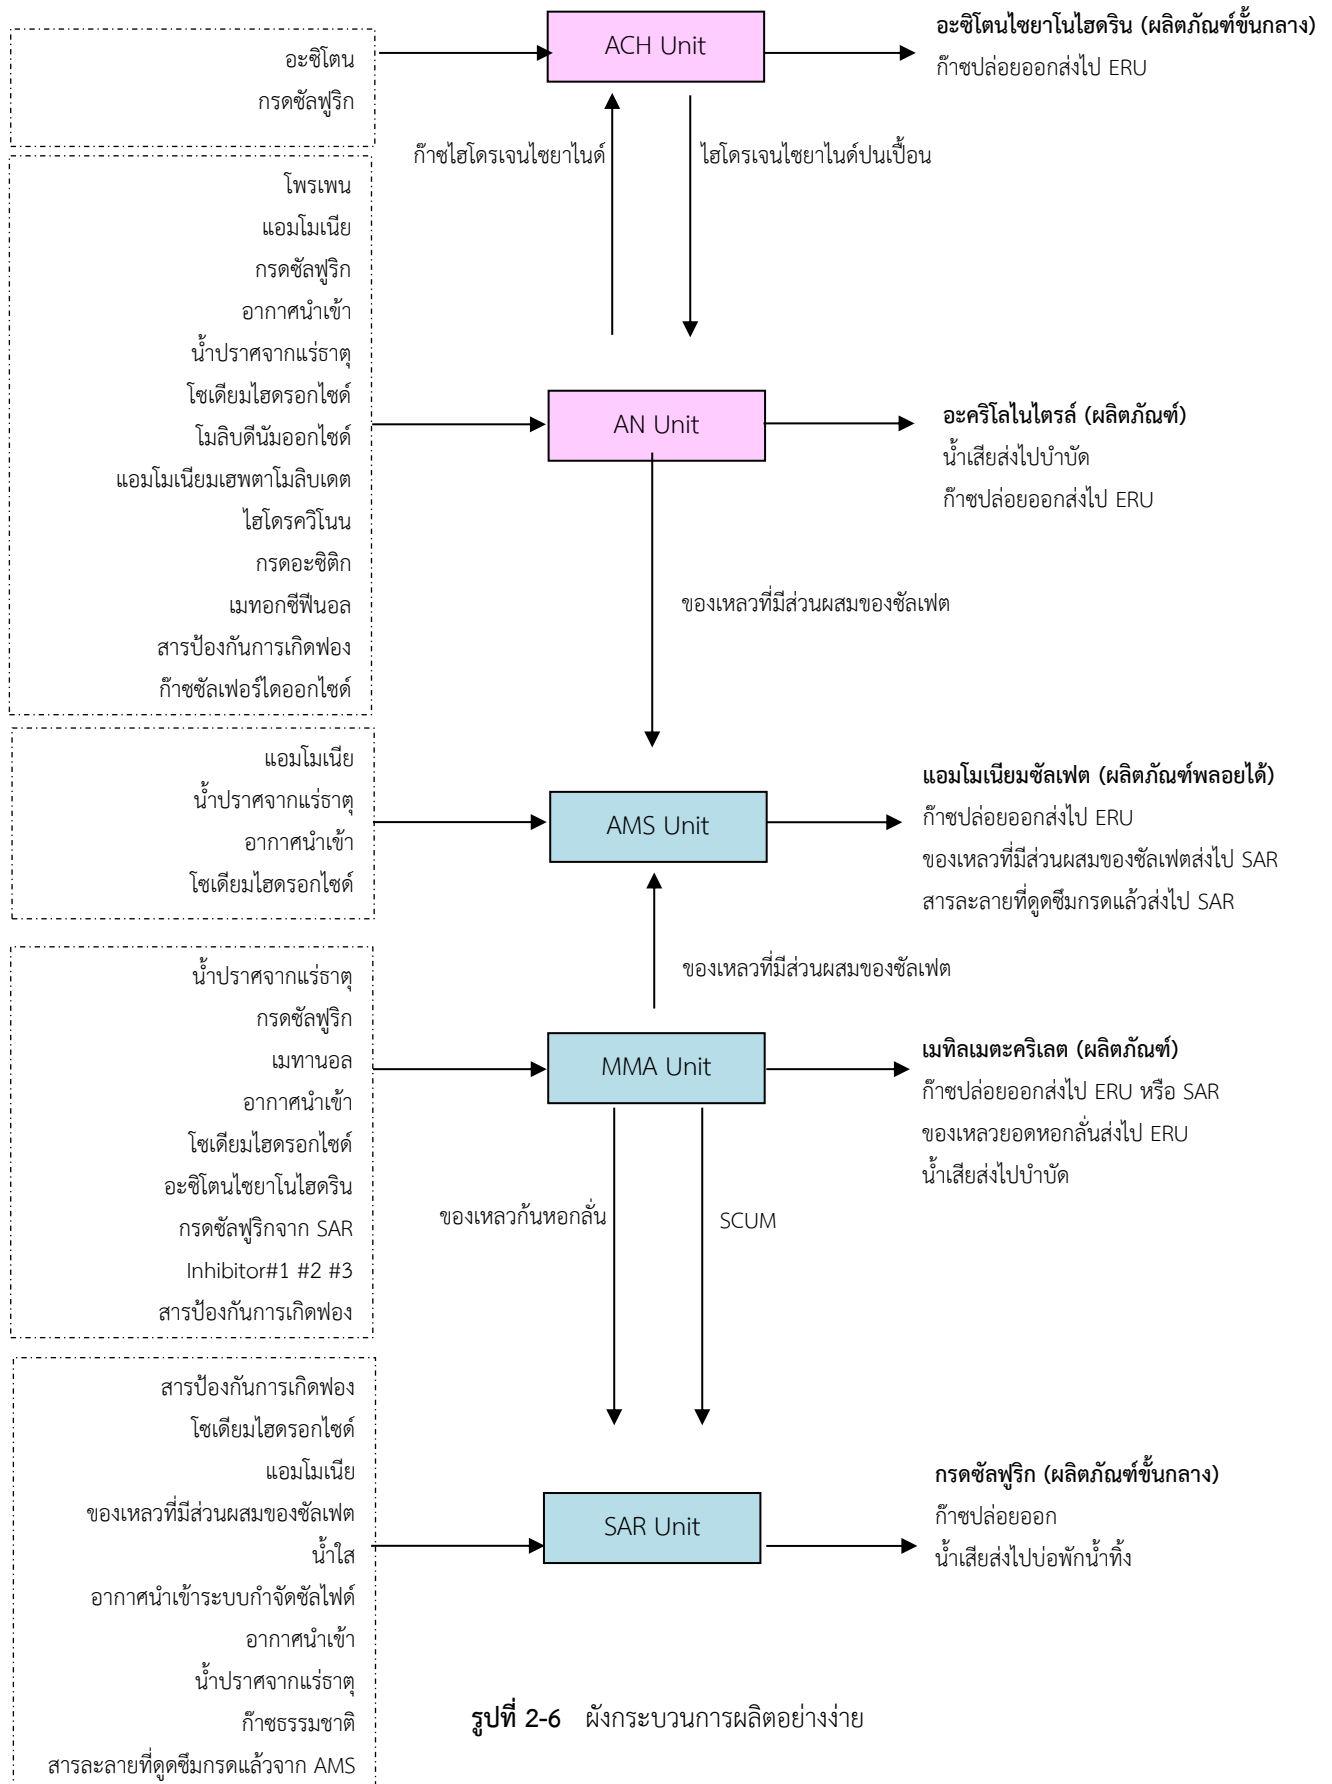 อะซิโตน
กรดซัลฟูริก
ACH Unit
อะซิโตนไซยาโนไฮดริน (ผลิตภัณฑ์ขั้นกลาง)
ก๊าซปล่อยออกส่งไป ERU
ก๊าซไฮโดรเจนไซยาไนด์
ไฮโดรเจนไซยาไนด์ปนเปื้อน
โพรเพน
แอมโมเนีย
กรดซัลฟูริก
อากาศนำเข้า
น้ำปราศจากแร่ธาตุ
โซเดียมไฮดรอกไซด์
โมลิบดีนัมออกไซด์
แอมโมเนียมเฮพตาโมลิบเดต
ไฮโดรควิโนน
กรดอะซิติก
เมทอกซีฟีนอล
สารป้องกันการเกิดฟอง
ก๊าซซัลเฟอร์ไดออกไซด์
AN Unit
อะคริโลไนไตรล์ (ผลิตภัณฑ์)
น้ำเสียส่งไปบำบัด
ก๊าซปล่อยออกส่งไป ERU
ของเหลวที่มีส่วนผสมของซัลเฟต
แอมโมเนีย
น้ำปราศจากแร่ธาตุ
อากาศนำเข้า
โซเดียมไฮดรอกไซด์
AMS Unit
แอมโมเนียมซัลเฟต (ผลิตภัณฑ์พลอยได้)
ก๊าซปล่อยออกส่งไป ERU
ของเหลวที่มีส่วนผสมของซัลเฟตส่งไป SAR
สารละลายที่ดูดซึมกรดแล้วส่งไป SAR
ของเหลวที่มีส่วนผสมของซัลเฟต
น้ำปราศจากแร่ธาตุ
กรดซัลฟูริก
เมทานอล
อากาศนำเข้า
โซเดียมไฮดรอกไซด์
อะซิโตนไซยาโนไฮดริน
กรดซัลฟูริกจาก SAR
Inhibitor#1 #2 #3
สารป้องกันการเกิดฟอง
MMA Unit
เมทิลเมตะคริเลต (ผลิตภัณฑ์)
ก๊าซปล่อยออกส่งไป ERU หรือ SAR
ของเหลวยอดหอกลั่นส่งไป ERU
น้ำเสียส่งไปบำบัด
ของเหลวก้นหอกลั่น
SCUM
สารป้องกันการเกิดฟอง
โซเดียมไฮดรอกไซด์
แอมโมเนีย
ของเหลวที่มีส่วนผสมของซัลเฟต
น้ำใส
อากาศนำเข้าระบบกำจัดซัลไฟด์
อากาศนำเข้า
น้ำปราศจากแร่ธาตุ
ก๊าซธรรมชาติ
สารละลายที่ดูดซึมกรดแล้วจาก AMS
SAR Unit
กรดซัลฟูริก (ผลิตภัณฑ์ขั้นกลาง)
ก๊าซปล่อยออก
น้ำเสียส่งไปบ่อพักน้ำทิ้ง
รูปที่ 2-6 ผังกระบวนการผลิตอย่างง่าย